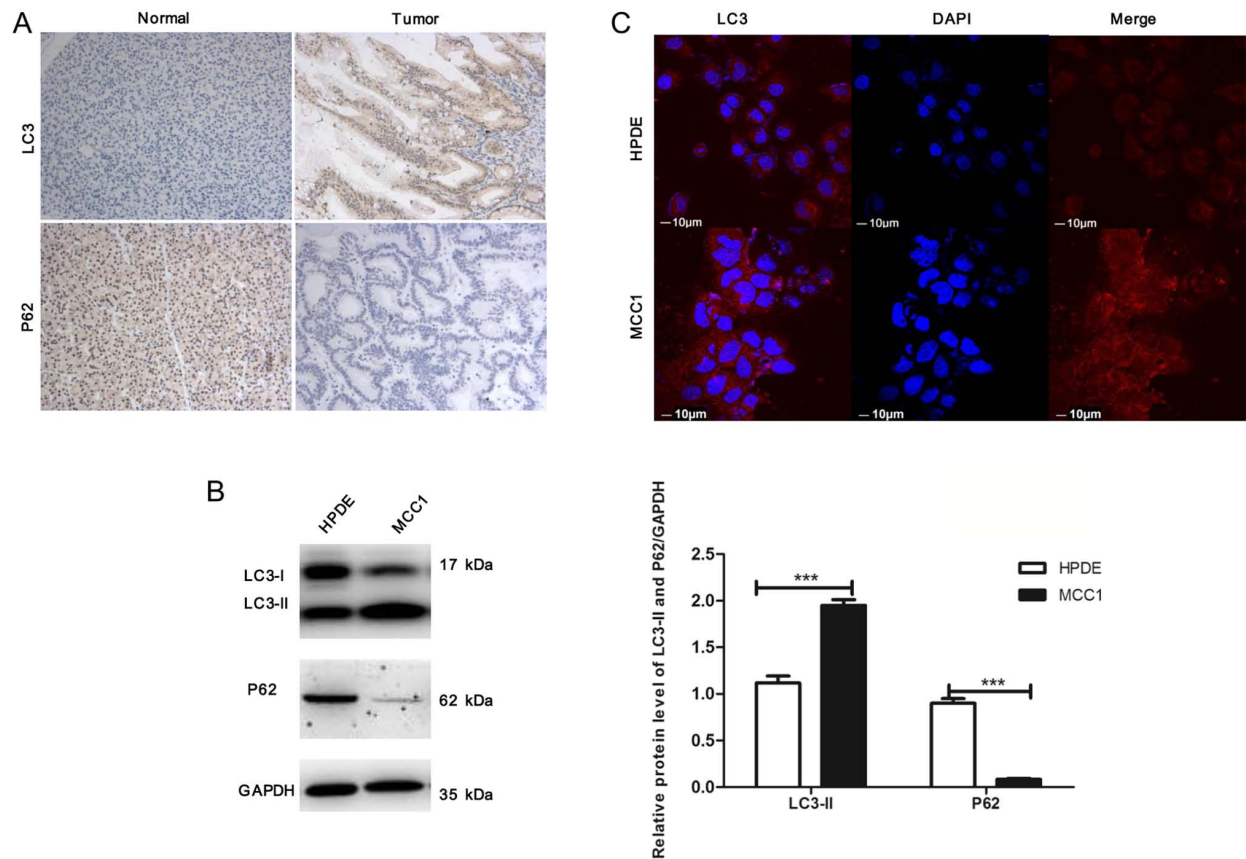 A
Normal
Tumor
LC3
P62
C
LC3
DAPI
Merge
HPDE
10μm
10μm
10μm
MCC1
10μm
10μm
10μm
B
HPDE
MCC1
LC3-I
17 kDa
LC3-II
P62
62 kDa
GAPDH
35 kDa
Relative protein level of LC3-II and P62/GAPDH
2.5
2.0
1.5
1.0
0.5
0.0
***
***
HPDE
MCC1
LC3-II
P62